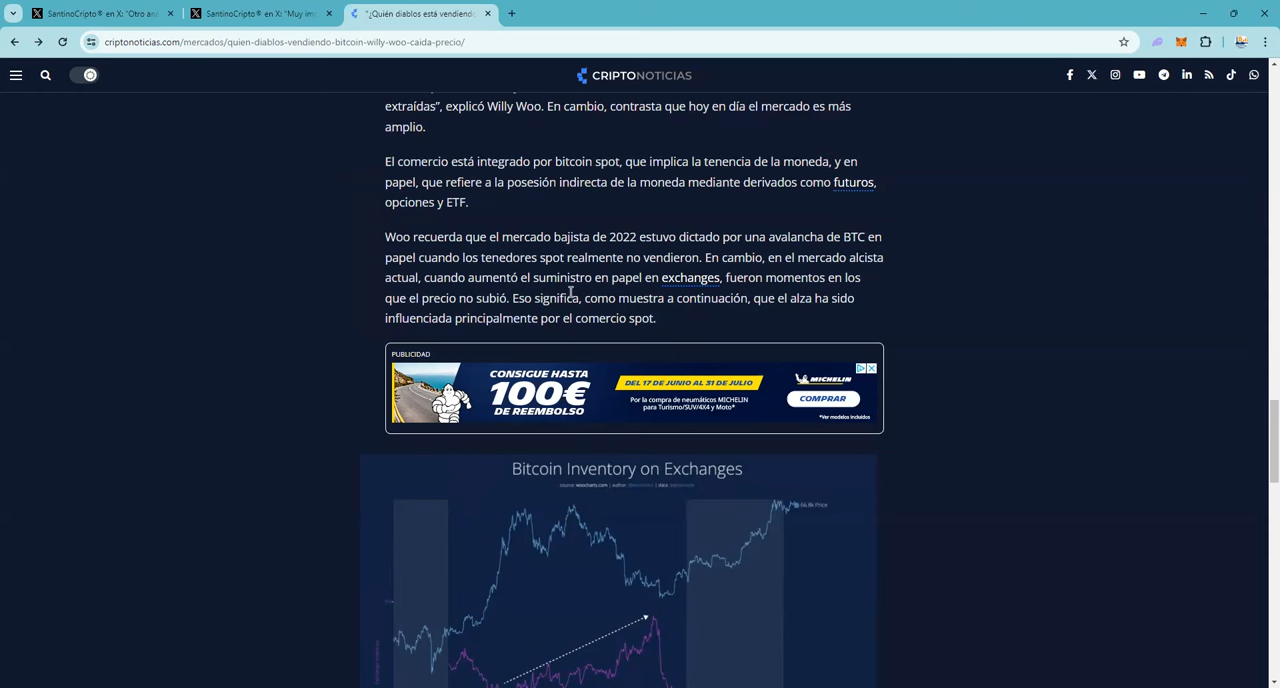 SantinoCripto® en X: "Otro aná
SantinoCripto® en X: "Muy imp
"¿Quién diablos está vendiendo
criptonoticias.com/mercados/quien-diablos-vendiendo-bitcoin-willy-woo-caida-precio/
CRIPTONOTICIAS
extraídas", explicó Willy Woo. En cambio, contrasta que hoy en día el mercado es más
amplio.
El comercio está integrado por bitcoin spot, que implica la tenencia de la moneda, y en
papel, que refiere a la posesión indirecta de la moneda mediante derivados como futuros,
opciones y ETF.
Woo recuerda que el mercado bajista de 2022 estuvo dictado por una avalancha de BTC en
papel cuando los tenedores spot realmente no vendieron. En cambio, en el mercado alcista
actual, cuando aumentó el suministro en papel en exchanges, fueron momentos en los
que el precio no subió. Eso significa, como muestra a continuación, que el alza ha sido
influenciada principalmente por el comercio spot.
PUBLICIDAD
CONSIGUE HASTA
100€
DE REEMBOLSO
DEL 17 DE JUNIO AL 31 DE JULIO
Por la compra de neumáticos MICHELIN
para Turismo/SUV/4X4 y Moto*
MICHELIN
COMPRAR
*Ver modelos incluidos
Bitcoin Inventory on Exchanges
source: woocharts.com | author: | data:
Price